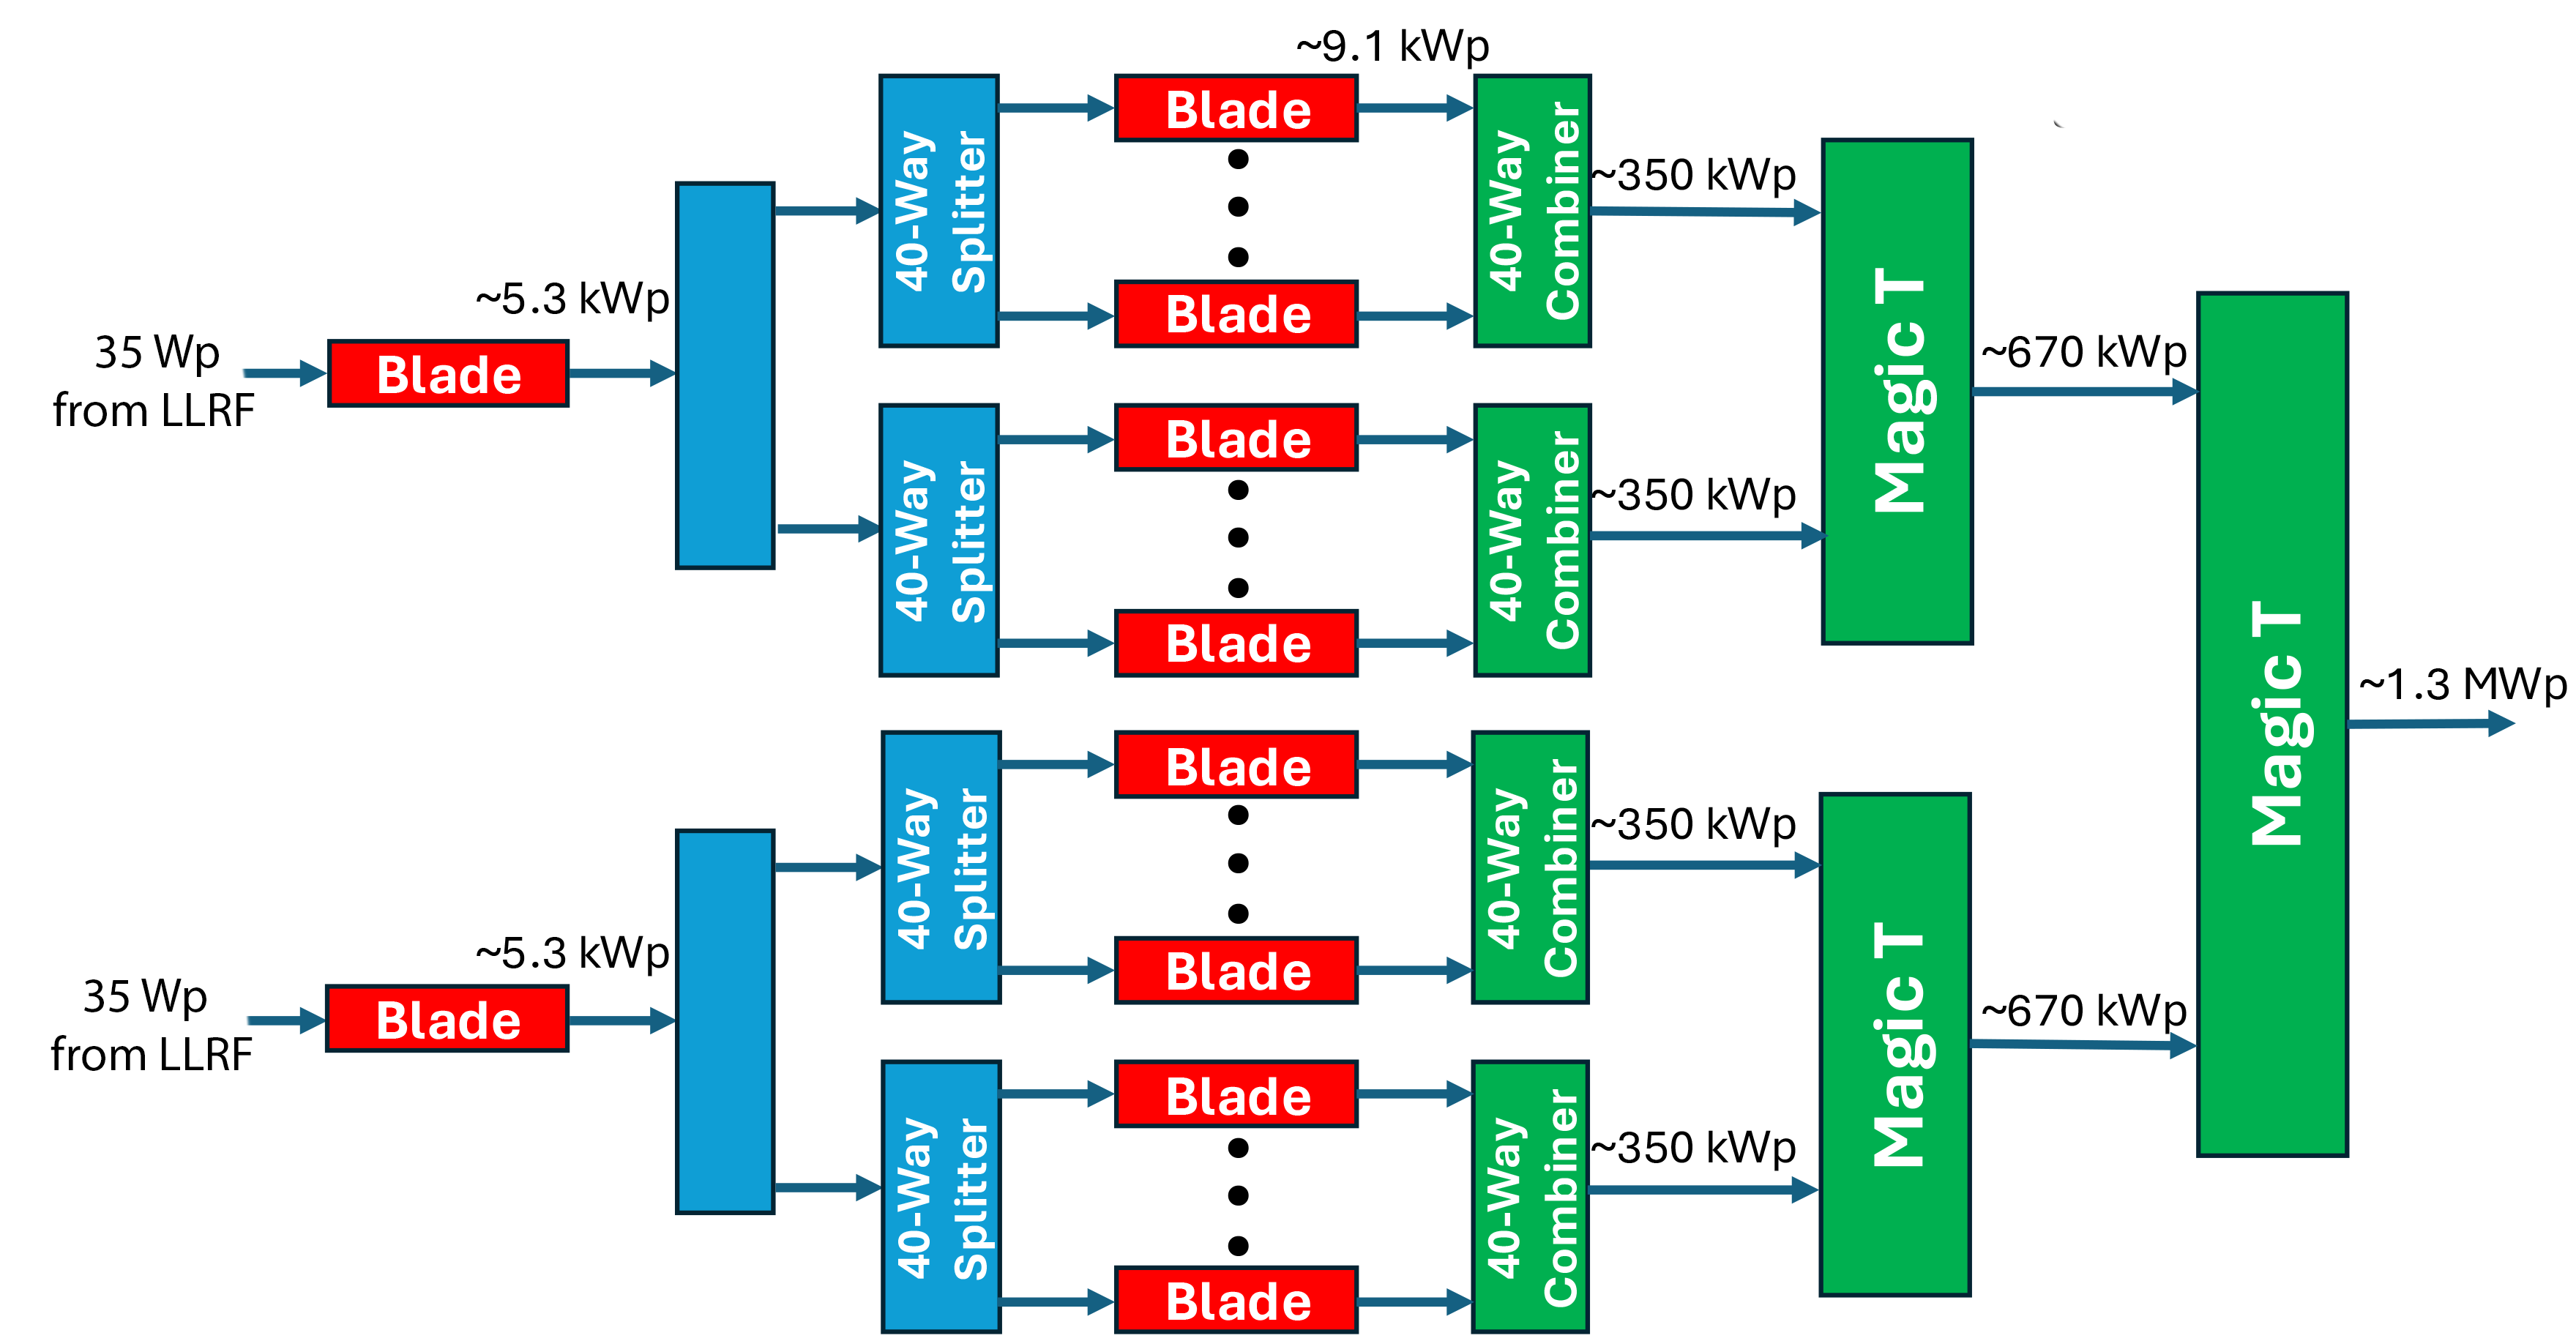 ~9.1 kWp
40-Way
Splitter
Blade
Blade
40-Way
Combiner
~350 kWp
~5.3 kWp
35 Wp
from LLRF
Blade
40-Way
Splitter
Blade
Blade
40-Way
Combiner
~350 kWp
Magic T
~670 kWp
Magic T
~1.3 MWp
40-Way
Splitter
Blade
Blade
40-Way
Combiner
~350 kWp
~5.3 kWp
35 Wp
from LLRF
Blade
40-Way
Splitter
Blade
Blade
40-Way
Combiner
~350 kWp
Magic T
~670 kWp